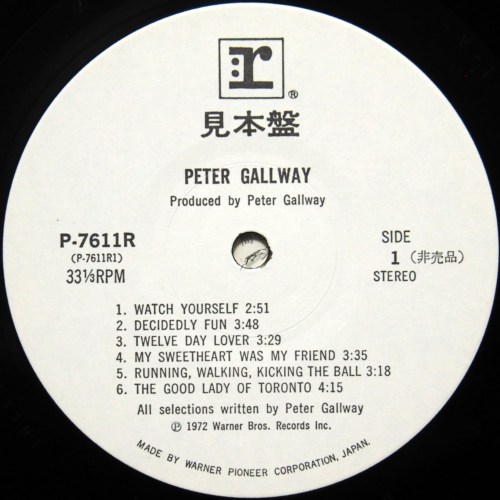 r
®
見本盤
PETER GALLWAY
Produced by Peter Gallway
P-7611R
(P-7611R1)
33⅓RPM
SIDE
1 (非売品)
STEREO
1. WATCH YOURSELF 2:51
2. DECIDEDLY FUN 3:48
3. TWELVE DAY LOVER 3:29
4. MY SWEETHEART WAS MY FRIEND 3:35
5. RUNNING, WALKING, KICKING THE BALL 3:18
6. THE GOOD LADY OF TORONTO 4:15
All selections written by Peter Gallway
Ⓟ 1972 Warner Bros. Records Inc.
MADE BY WARNER PIONEER CORPORATION, JAPAN.